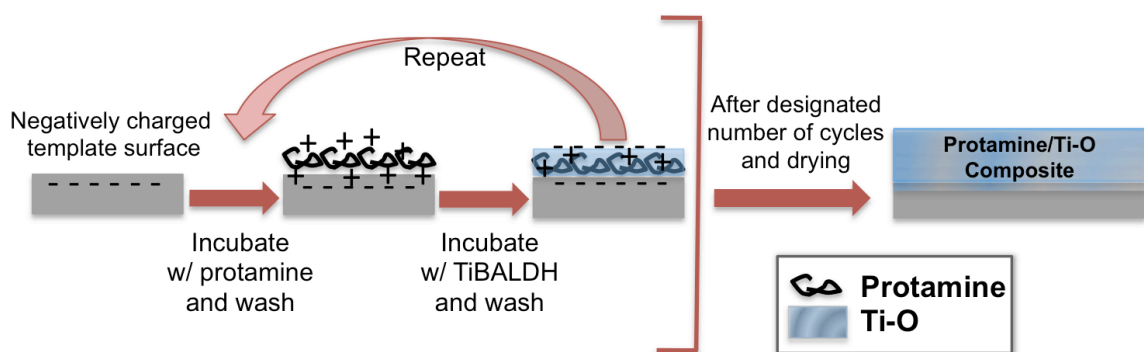 Repeat
Negatively charged
template surface
Incubate
w/ protamine
and wash
Incubate
w/ TiBALDH
and wash
After designated
number of cycles
and drying
Protamine/Ti-O
Composite
Protamine
Ti-O